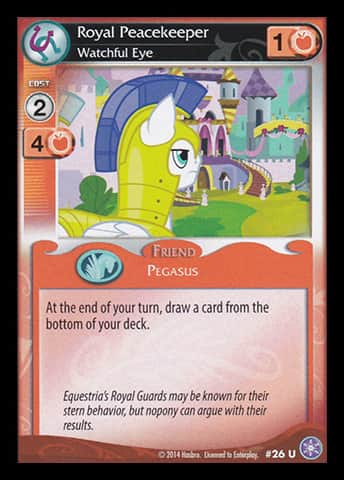 Royal Peacekeeper
Watchful Eye
1
COST
2
4
FRIEND
PEGASUS
At the end of your turn, draw a card from the
bottom of your deck.
Equestria's Royal Guards may be known for their
stern behavior, but nopony can argue with their
results.
© 2014 Hasbro. Licensed to Enterplay. #26 U